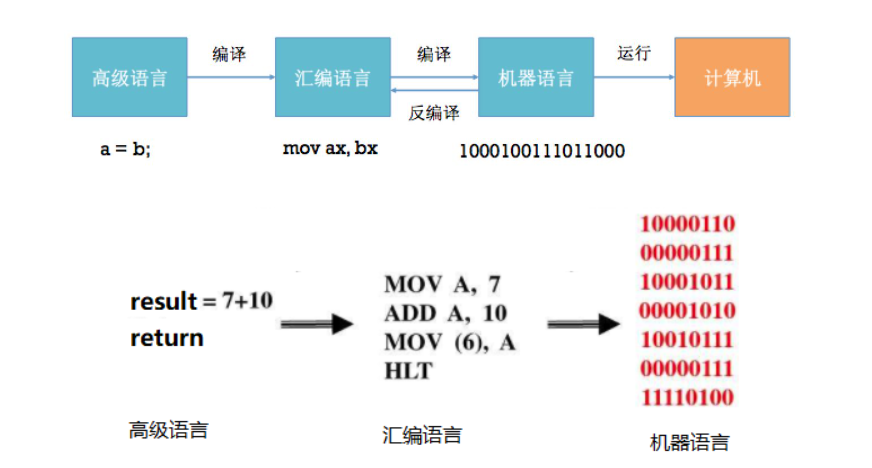 编译
编译
运行
高级语言
汇编语言
机器语言
计算机
反编译
a = b;
mov ax, bx
1000100111011000
10000110
00000111
10001011
00001010
10010111
00000111
11110100
result = 7+10
return
MOV A, 7
ADD A, 10
MOV (6), A
HLT
高级语言
汇编语言
机器语言